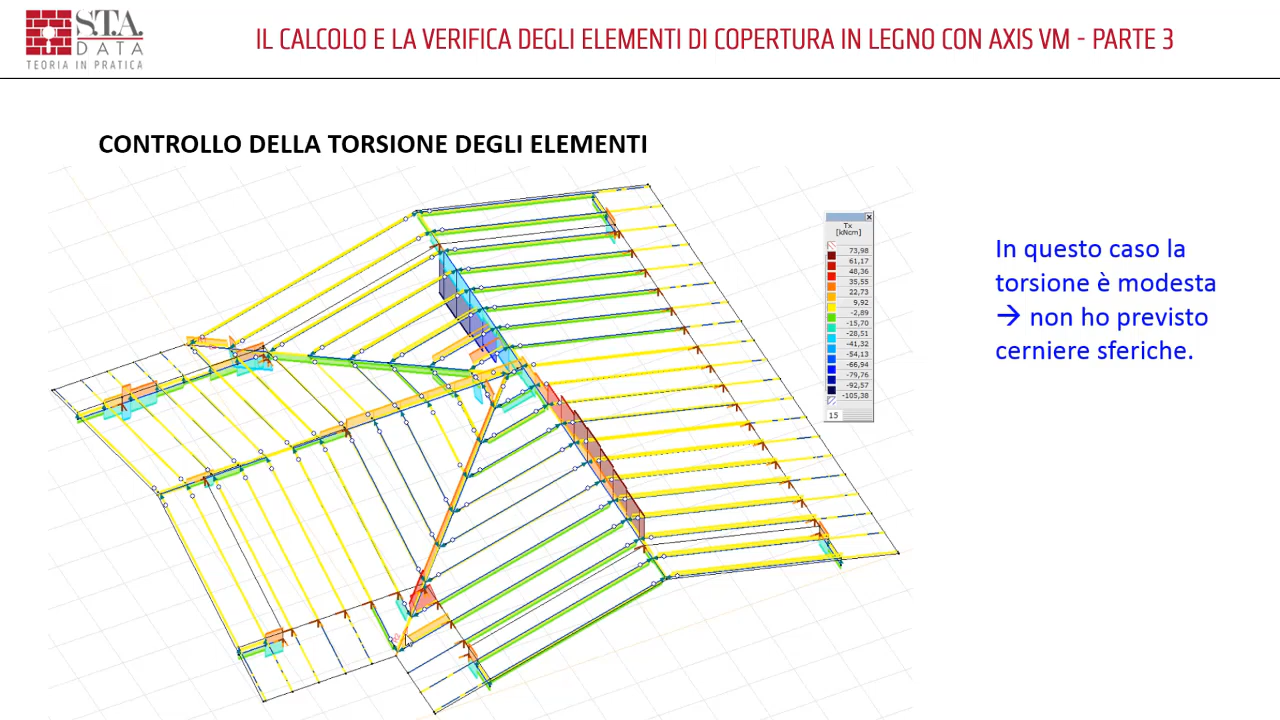 S.T.A.
DATA
TEORIA IN PRATICA
IL CALCOLO E LA VERIFICA DEGLI ELEMENTI DI COPERTURA IN LEGNO CON AXIS VM - PARTE 3
CONTROLLO DELLA TORSIONE DEGLI ELEMENTI
Tx
[kNcm]
73,98
61,17
48,36
35,55
22,73
9,92
-2,89
-15,70
-28,51
-41,32
-54,13
-66,94
-79,76
-92,57
-105,38
15
In questo caso la
torsione è modesta
→ non ho previsto
cerniere sferiche.